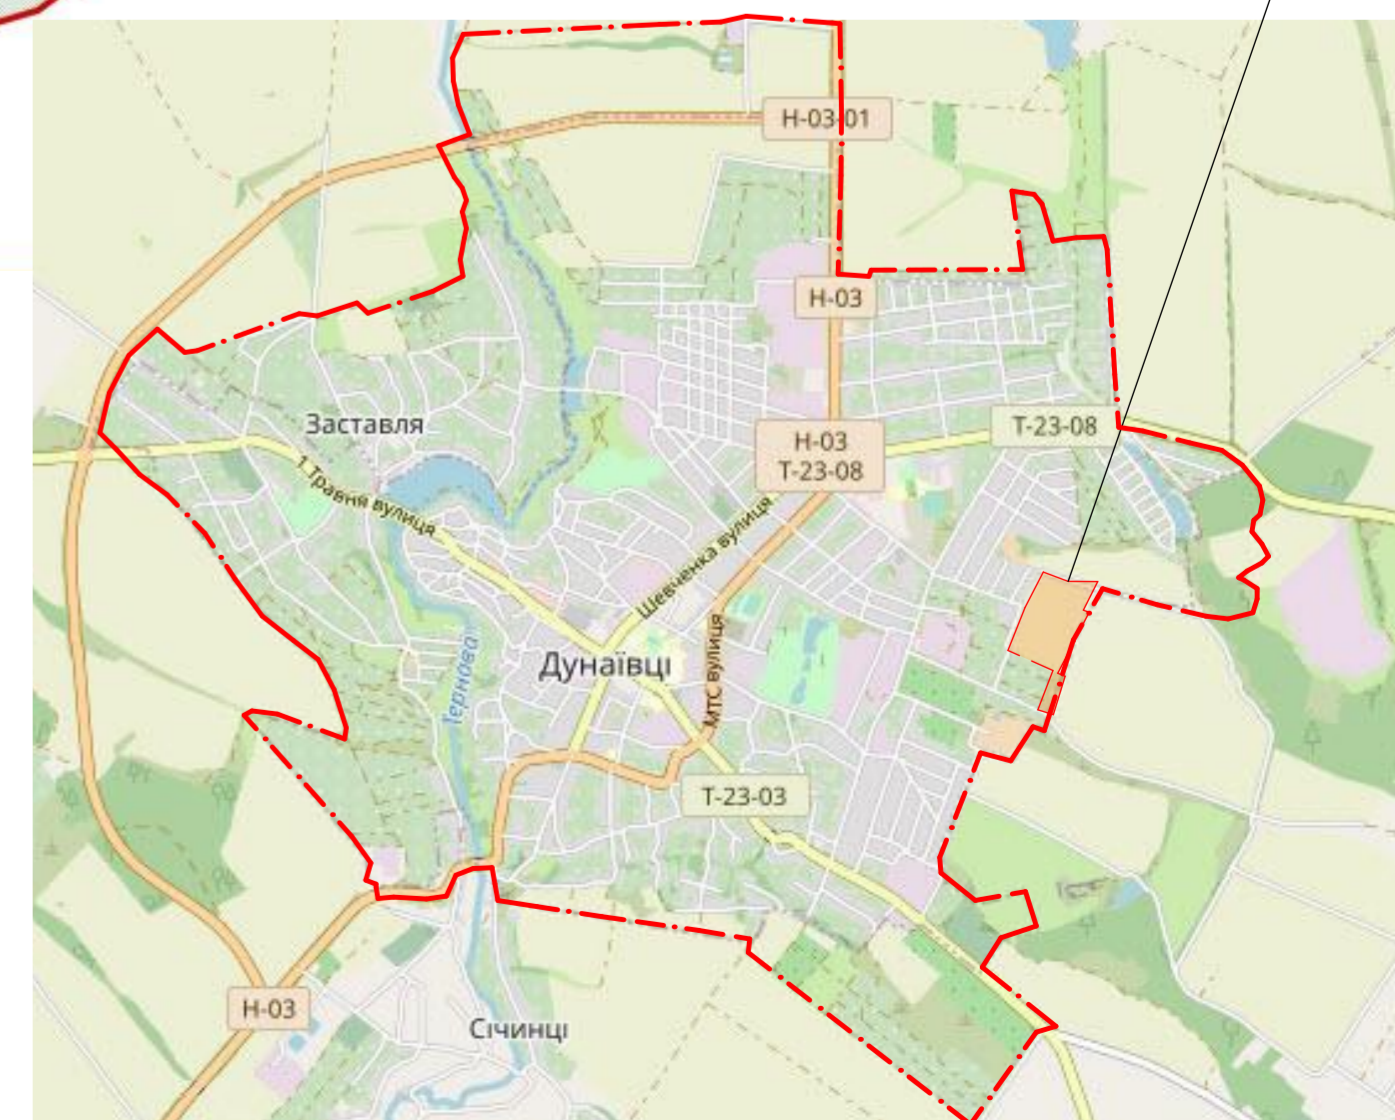 Н-03-01
Н-03
Заставля
Т-23-08
Н-03
Т-23-08
1 Травня вулиця
Шевченка вулиця
МТС вулиця
Тернова
Дунаївці
Т-23-03
Н-03
Січинці